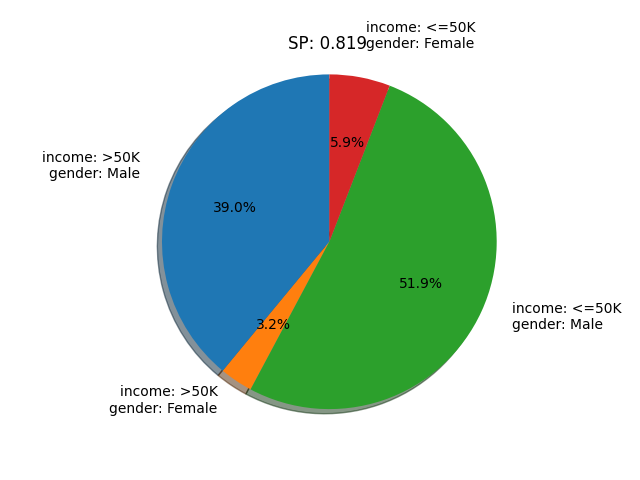 SP: 0.819
income: <=50K
gender: Female
5.9%
income: >50K
gender: Male
39.0%
51.9%
income: <=50K
gender: Male
3.2%
income: >50K
gender: Female